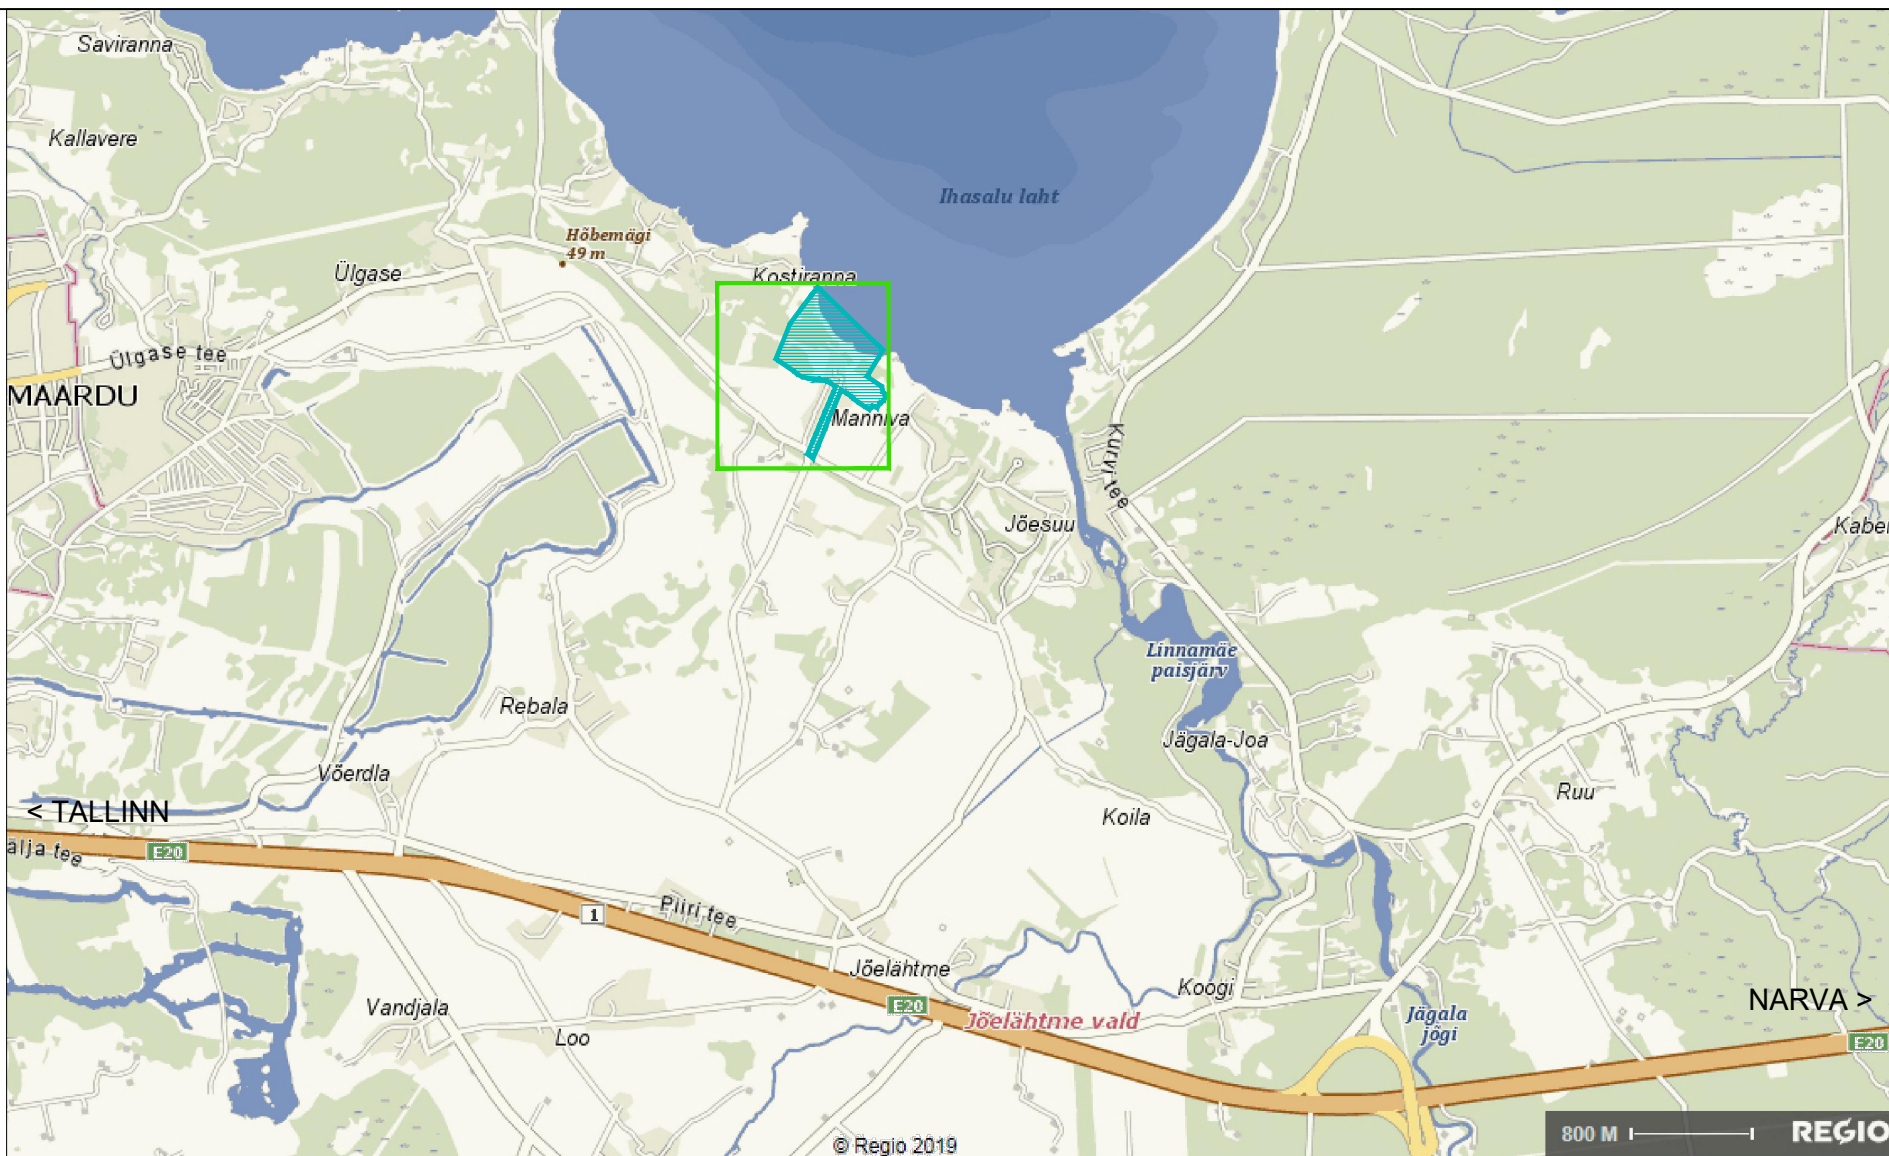 Saviranna
Kallavere
Ihasalu laht
Hõbemägi
49 m
Ülgase
Kostiranna
Ülgase tee
MAARDU
Manniva
Kurvi tee
Jõesuu
Kaber
Linnamäe
paisjärv
Rebala
Jägala-Joa
Võerdla
Ruu
< TALLINN
Koila
älja tee
E20
1
Piiri tee
Jõelähtme
Koogi
NARVA >
Vandjala
E20
Jõelähtme vald
Jägala
jõgi
Loo
E20
800 M
REGIO
© Regio 2019